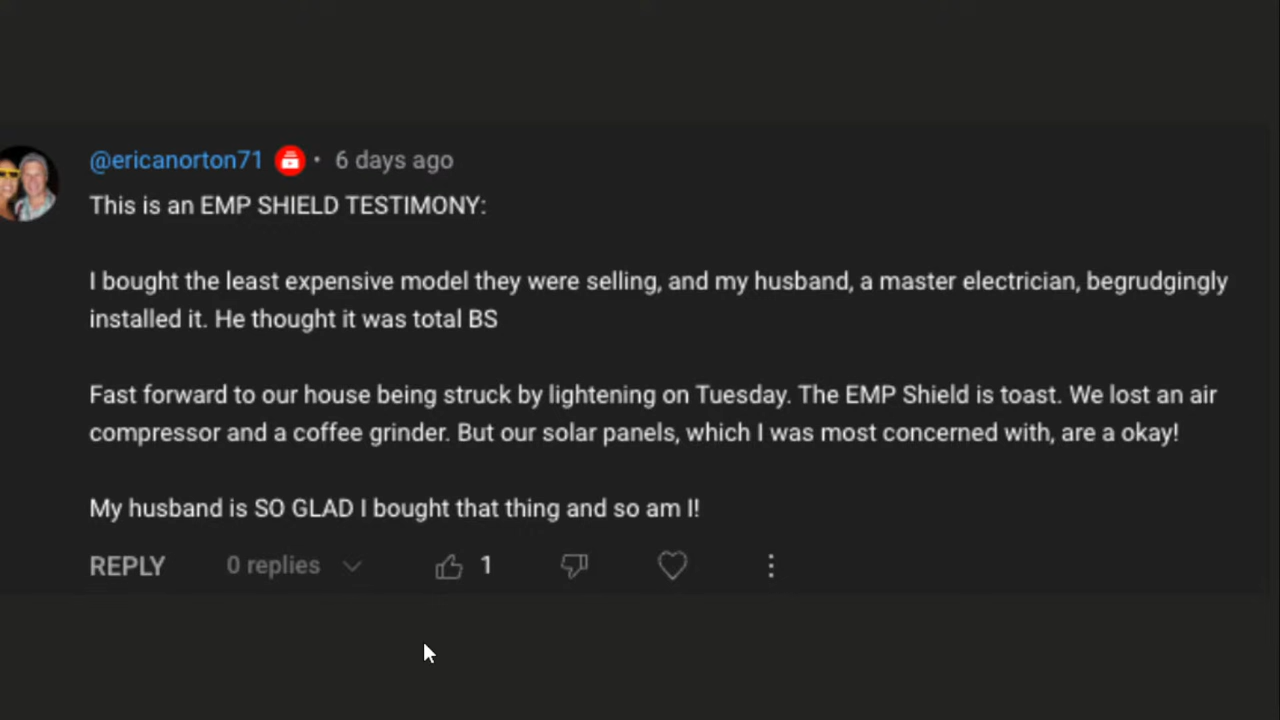 @ericanorton71 • 6 days ago
This is an EMP SHIELD TESTIMONY:
I bought the least expensive model they were selling, and my husband, a master electrician, begrudgingly
installed it. He thought it was total BS
Fast forward to our house being struck by lightening on Tuesday. The EMP Shield is toast. We lost an air
compressor and a coffee grinder. But our solar panels, which I was most concerned with, are a okay!
My husband is SO GLAD I bought that thing and so am I!
REPLY 0 replies 1